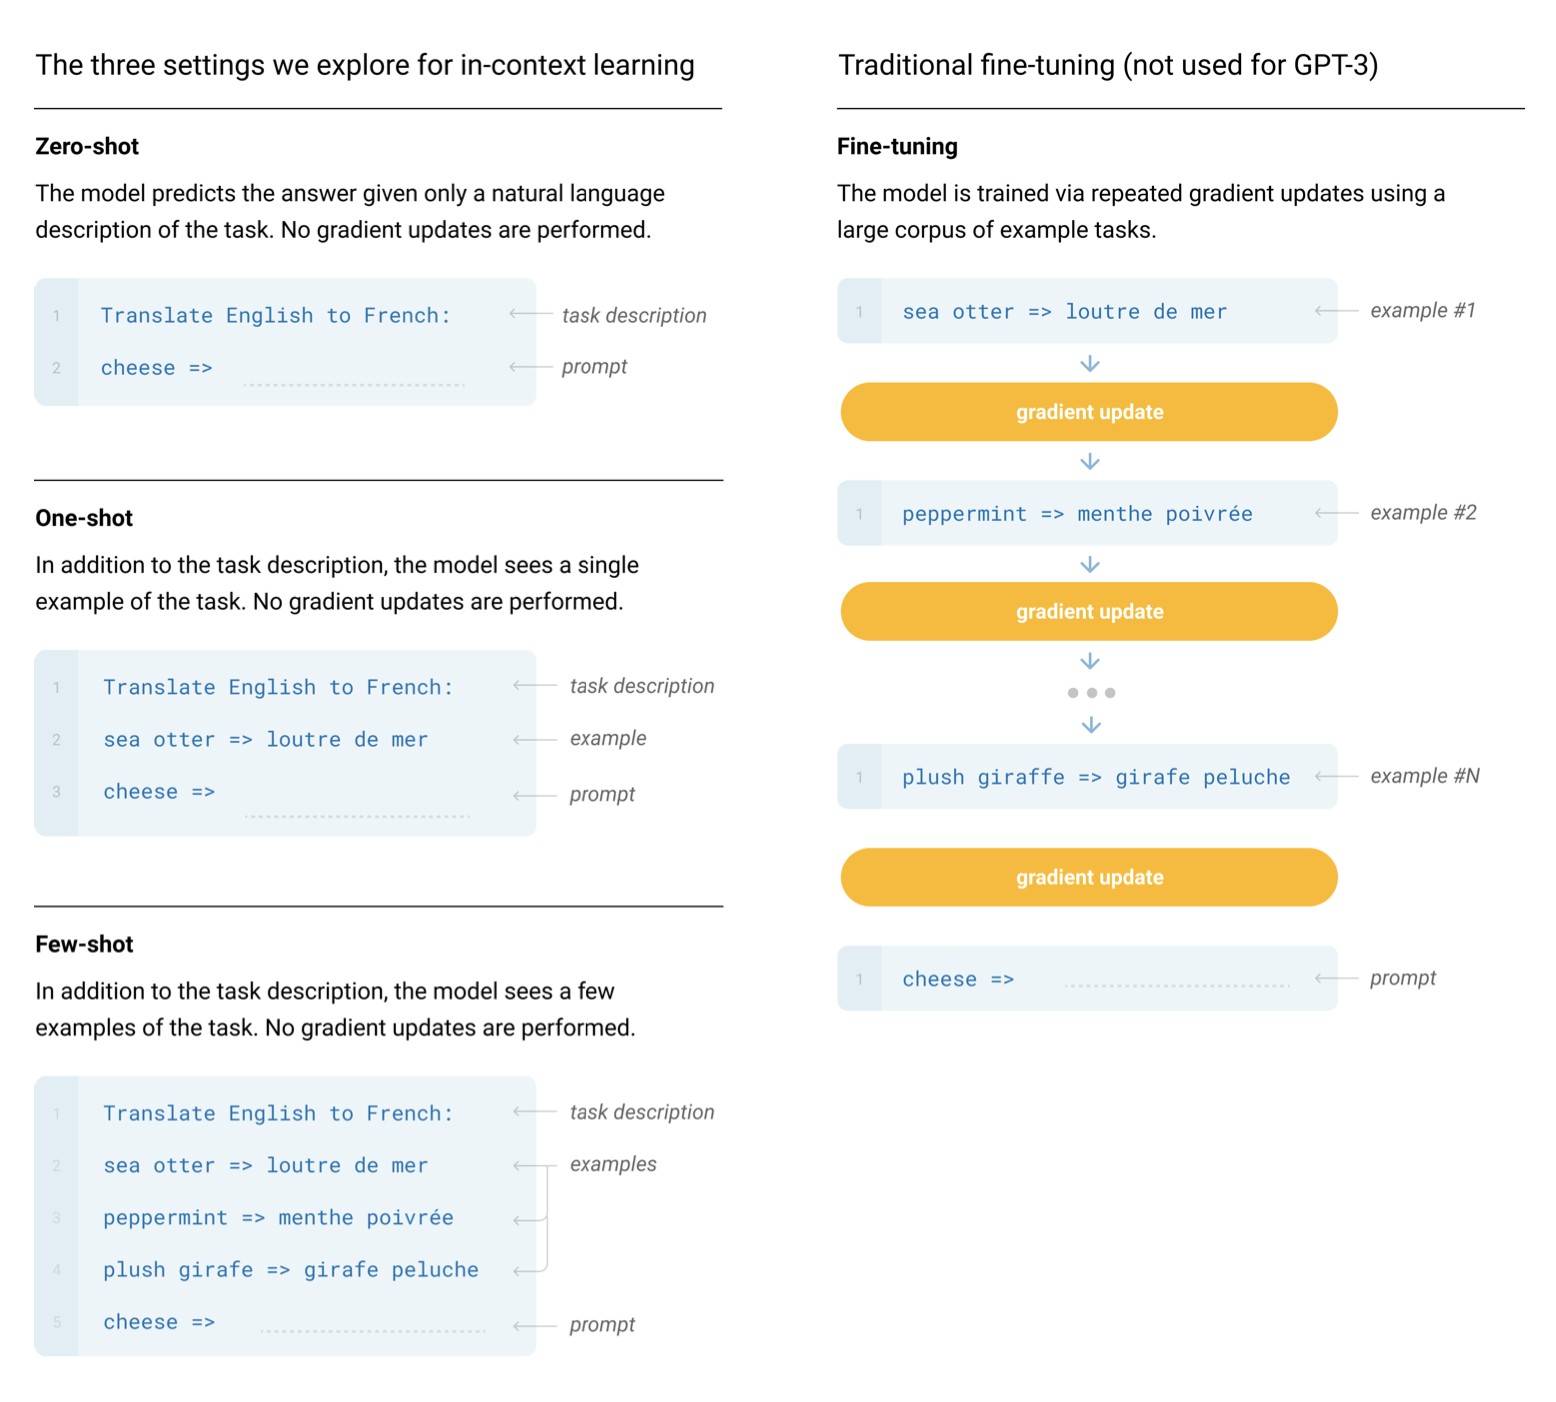 The three settings we explore for in-context learning
Zero-shot
The model predicts the answer given only a natural language
description of the task. No gradient updates are performed.
1 Translate English to French: task description
2 cheese => prompt
One-shot
In addition to the task description, the model sees a single
example of the task. No gradient updates are performed.
1 Translate English to French: task description
2 sea otter => loutre de mer example
3 cheese => prompt
Few-shot
In addition to the task description, the model sees a few
examples of the task. No gradient updates are performed.
1 Translate English to French: task description
2 sea otter => loutre de mer examples
3 peppermint => menthe poivrée
4 plush girafe => girafe peluche
5 cheese => prompt
Traditional fine-tuning (not used for GPT-3)
Fine-tuning
The model is trained via repeated gradient updates using a
large corpus of example tasks.
1 sea otter => loutre de mer example #1
gradient update
1 peppermint => menthe poivrée example #2
gradient update
1 plush giraffe => girafe peluche example #N
gradient update
1 cheese => prompt